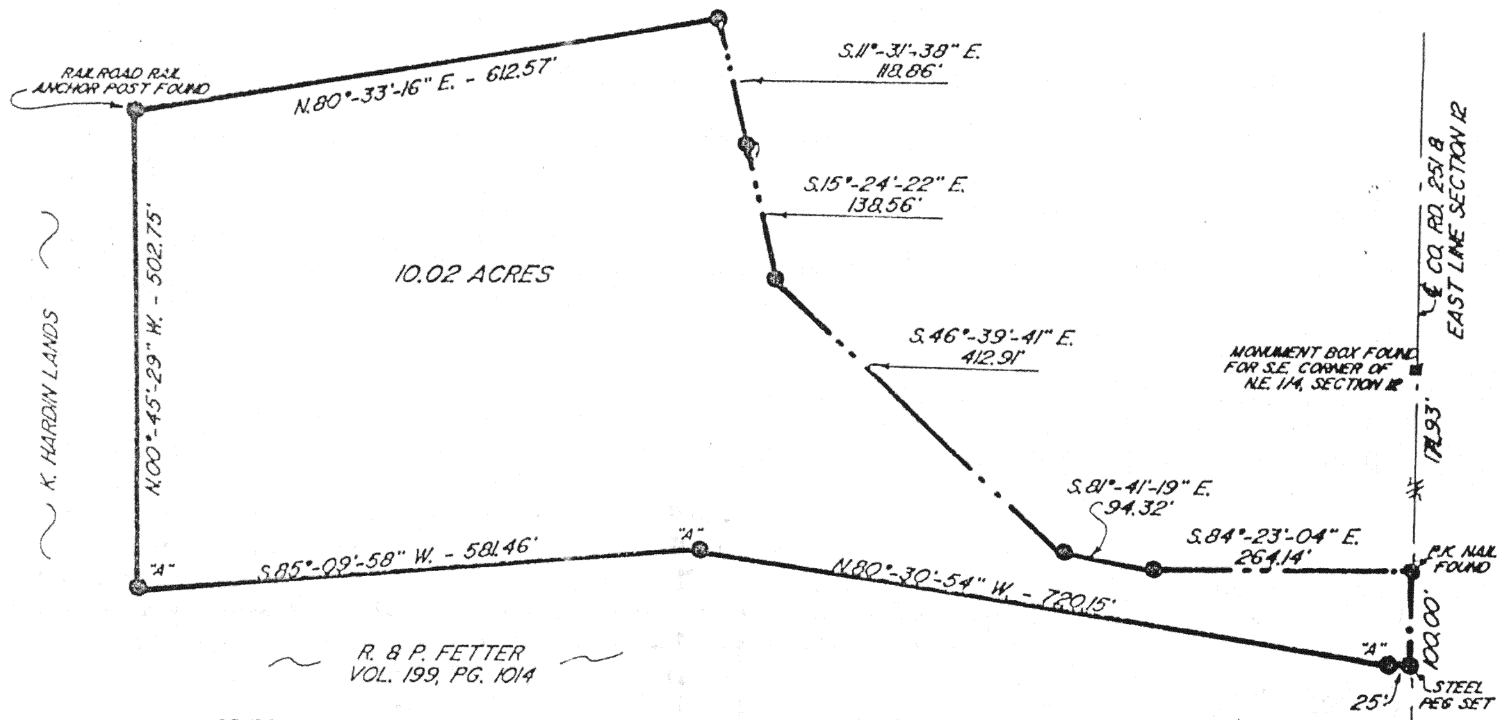 S.11°-31'-38" E.
118.86'
RAILROAD RAIL
ANCHOR POST FOUND
N.80°-33'-16" E. - 612.57'
S.15°-24'-22" E.
138.56'
10.02 ACRES
N.00°-45'-29" W. - 502.75'
K. HARDIN LANDS
S.46°-39'-41" E.
412.91'
℄ CO. RD. 251 &
EAST LINE SECTION 12
MONUMENT BOX FOUND
FOR S.E. CORNER OF
N.E. 1/4, SECTION 12
S.81°-41'-19" E.
94.32'
S.84°-23'-04" E.
264.14'
P.K. NAIL
FOUND
"A"
S.85°-09'-58" W. - 581.46'
"A"
N.80°-30'-54" W. - 720.15'
"A"
100.00'
25'
STEEL
PEG SET
R. & P. FETTER
VOL. 199, PG. 1014